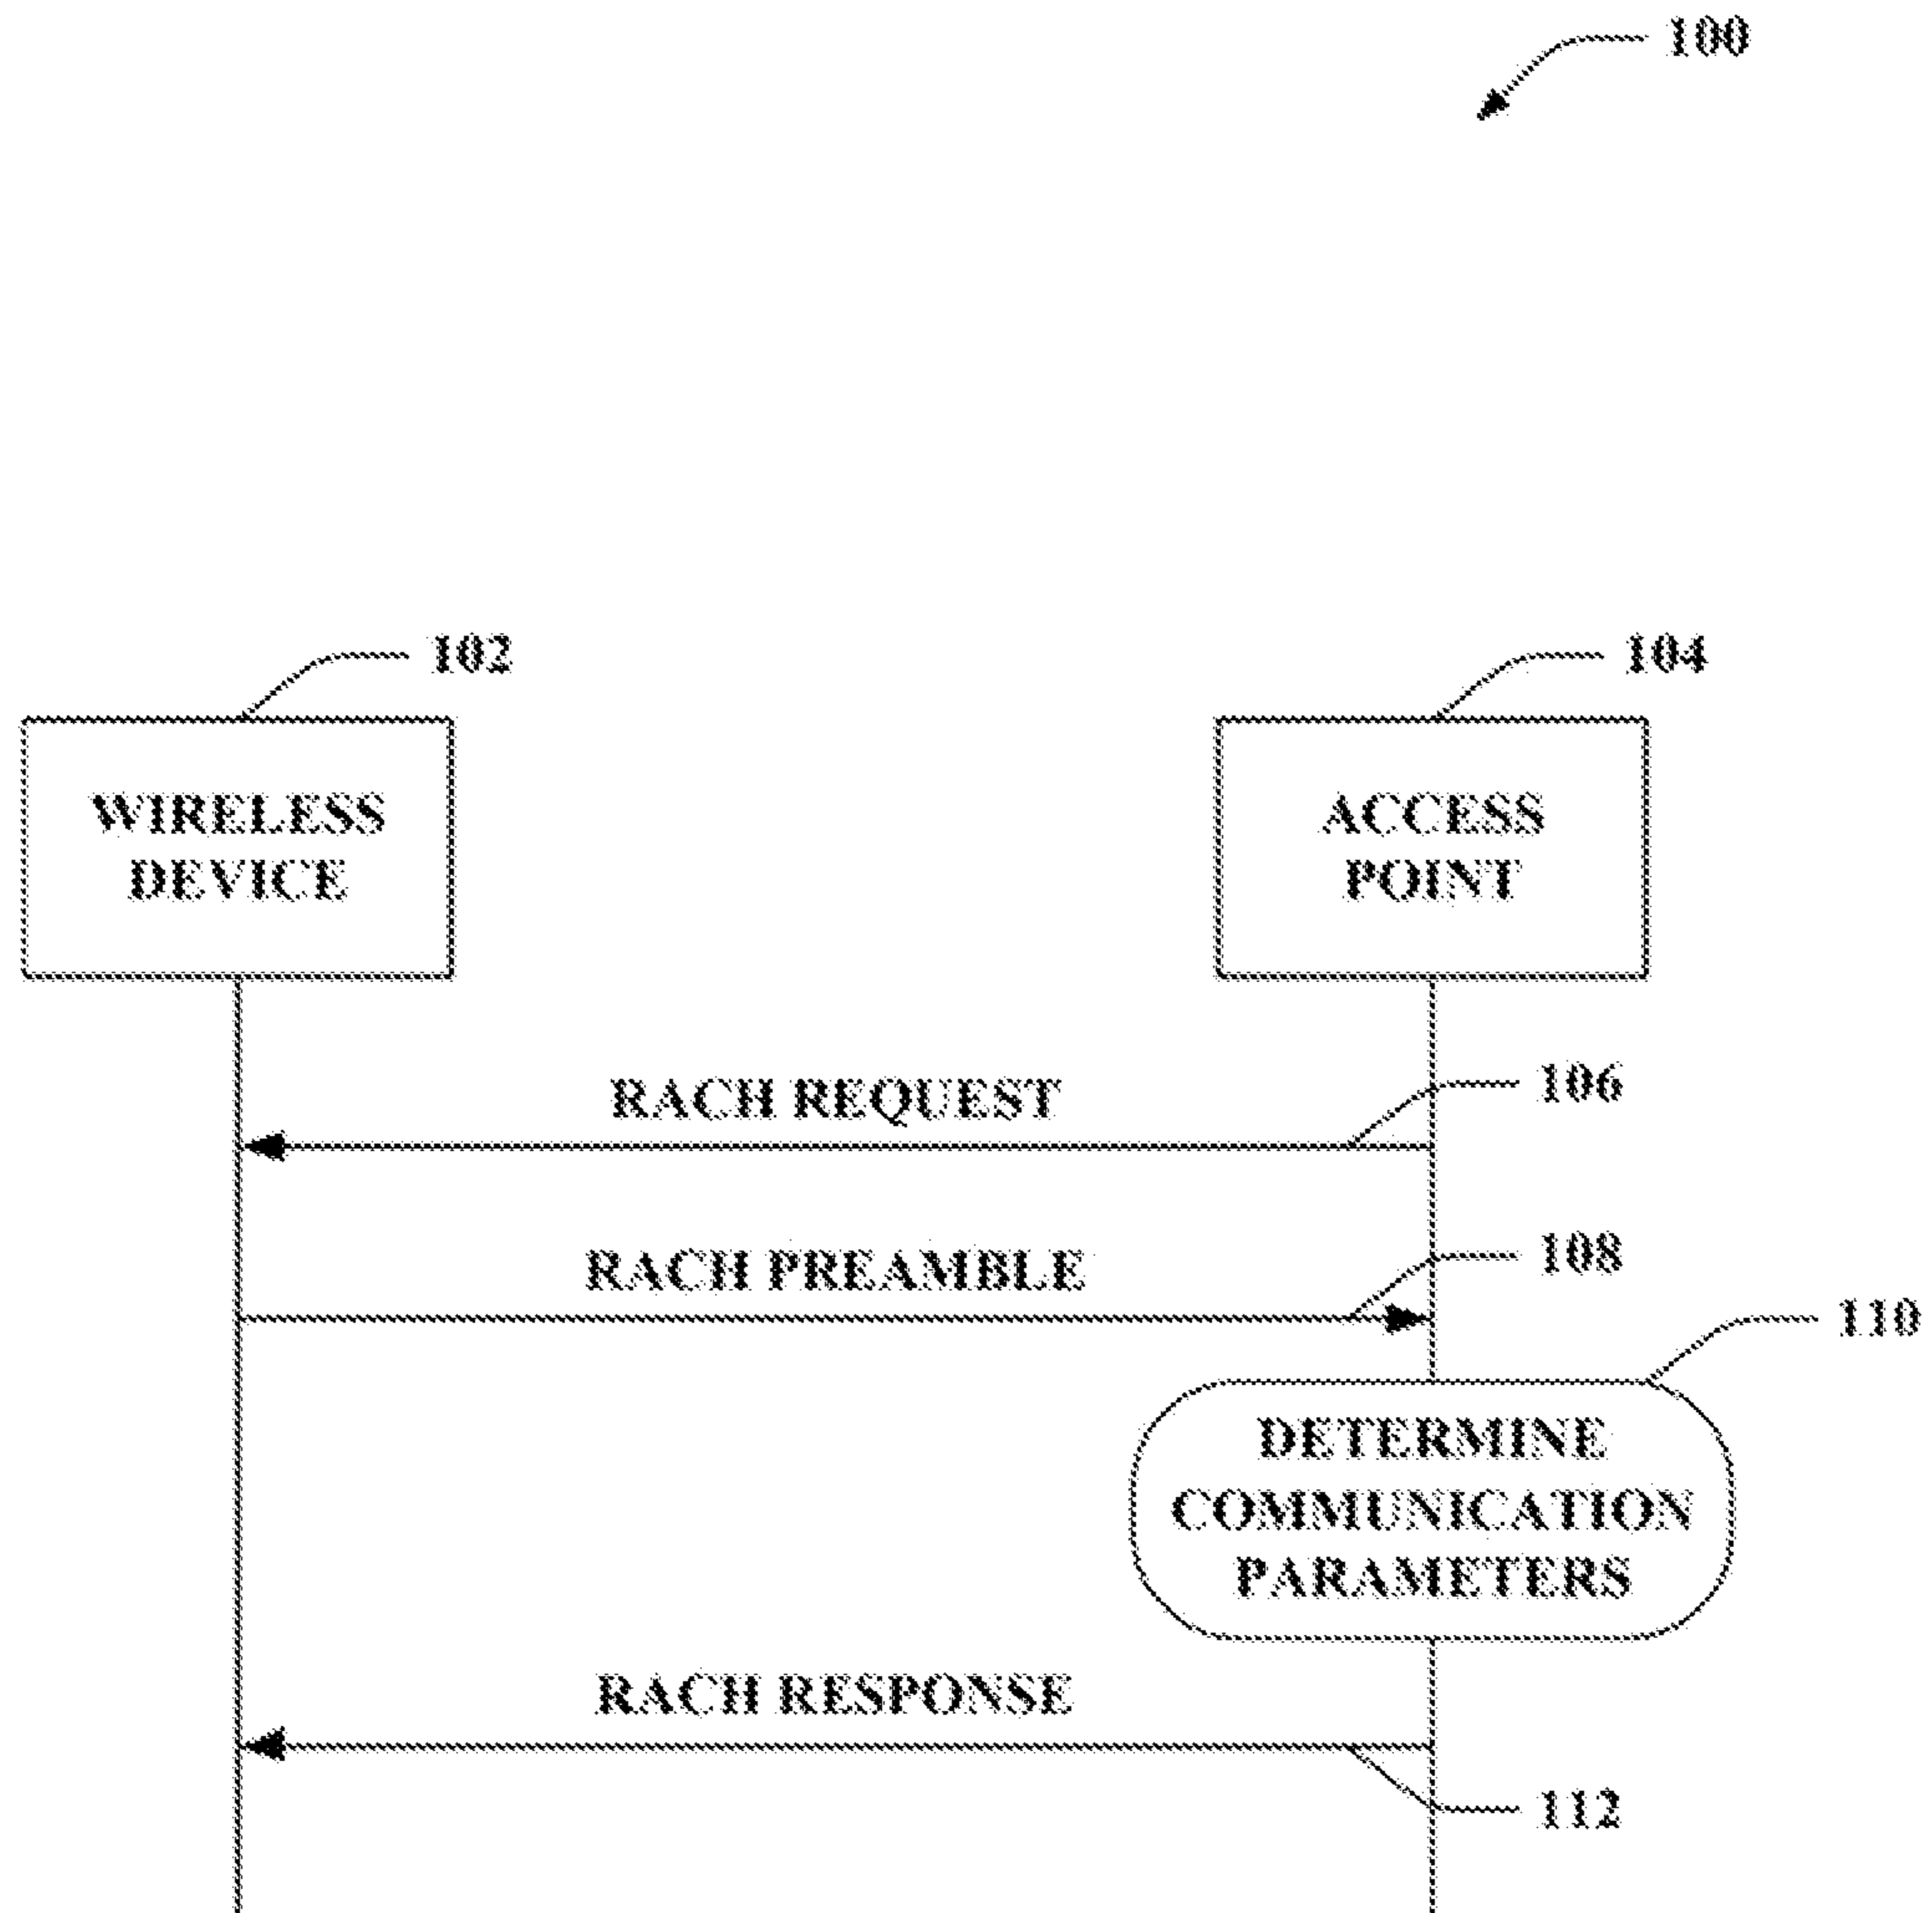 100
102
104
WIRELESS
DEVICE
ACCESS
POINT
RACH REQUEST
106
RACH PREAMBLE
108
110
DETERMINE
COMMUNICATION
PARAMETERS
RACH RESPONSE
112